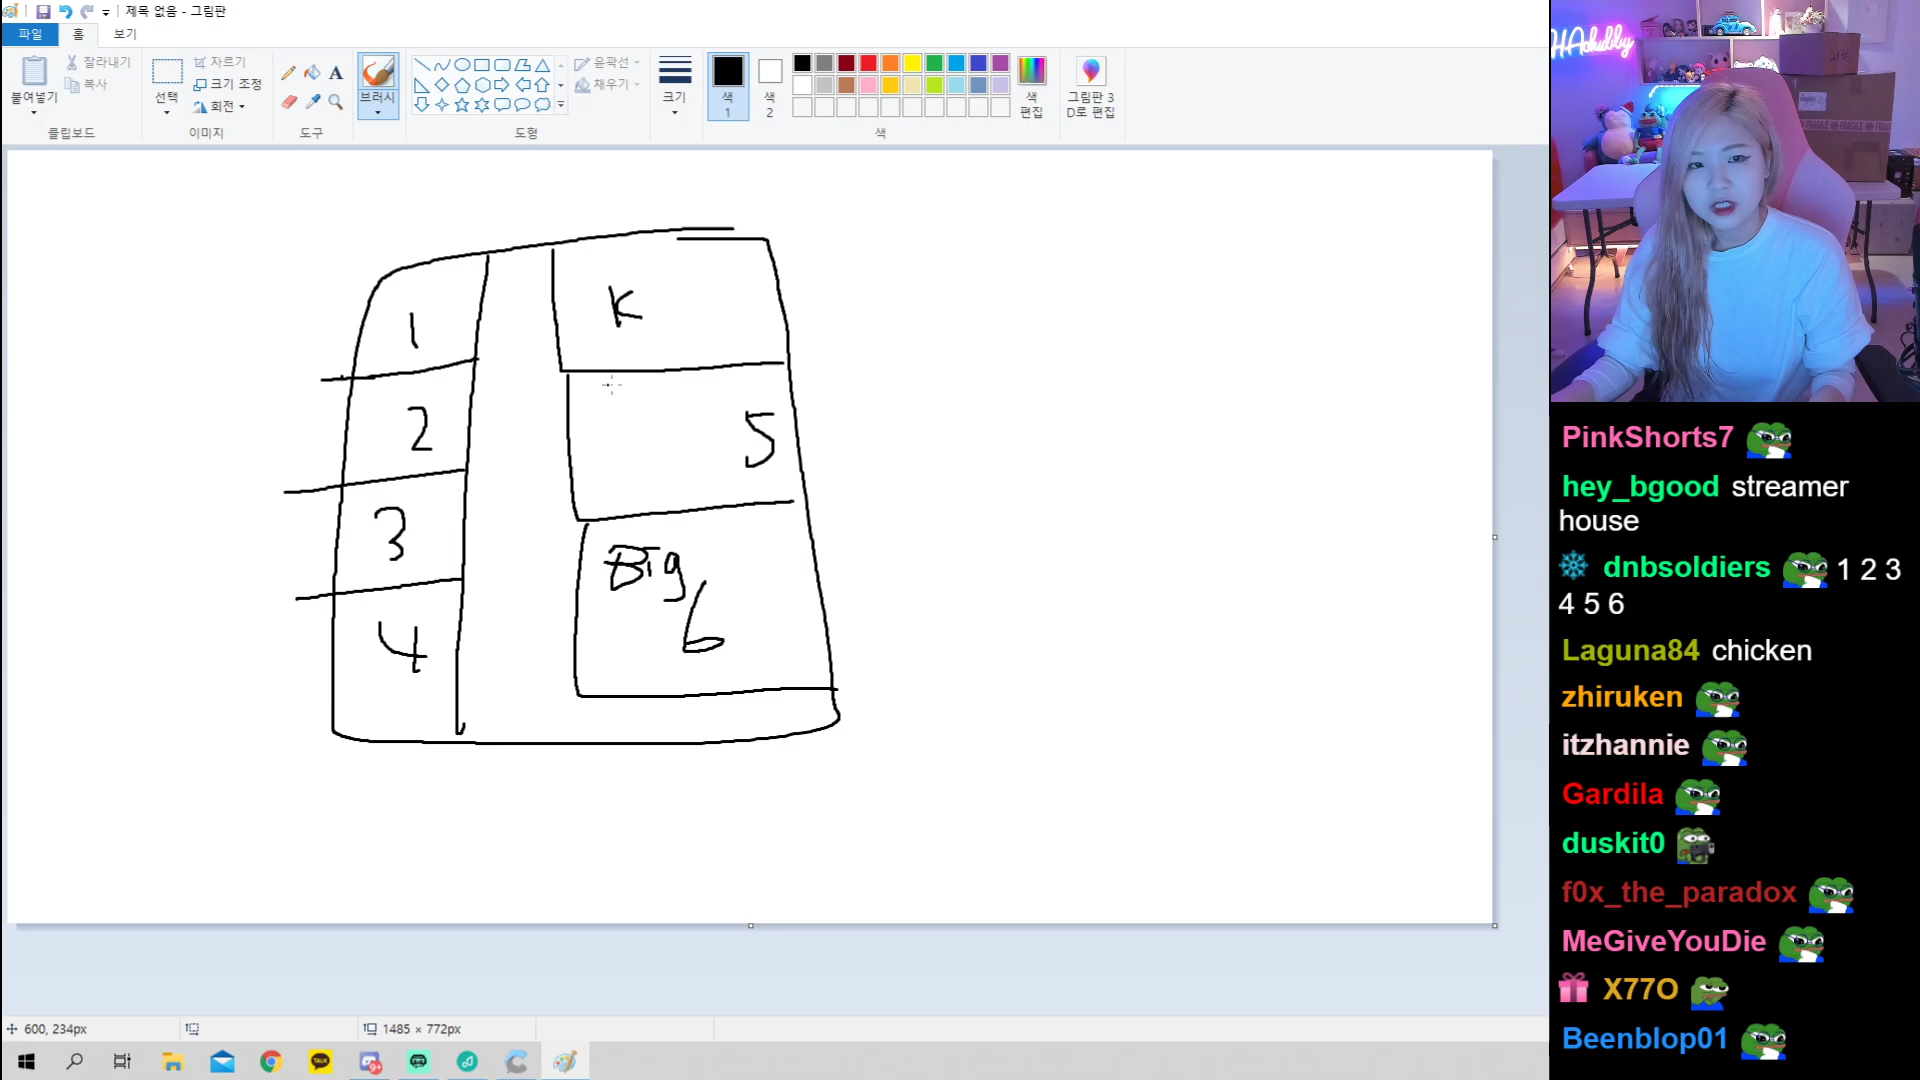 제목 없음 - 그림판
파일
홈
보기
붙여넣기
잘라내기
복사
클립보드
선택
자르기
크기 조정
회전
이미지
A
도구
브러시
윤곽선
채우기
도형
크기
색
1
색
2
색
편집
그림판 3
D로 편집
색
1
2
3
4
K
5
Big
6
FRAGILE
PinkShorts7
hey_bgood streamer
house
dnbsoldiers 1 2 3
4 5 6
Laguna84 chicken
zhiruken
itzhannie
Gardila
duskit0
f0x_the_paradox
MeGiveYouDie
X77O
Beenblop01
600, 234px
1485 × 772px
TALK
9+